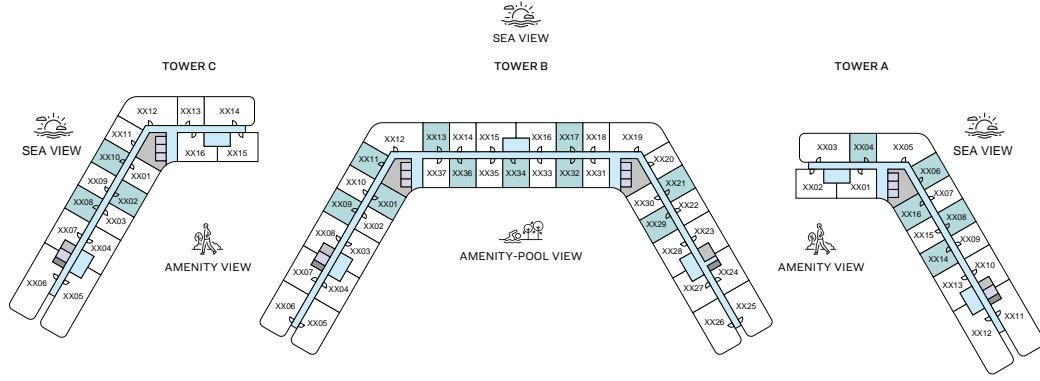 SEA VIEW
TOWER C
TOWER B
TOWER A
SEA VIEW
SEA VIEW
AMENITY VIEW
AMENITY-POOL VIEW
AMENITY VIEW
XX12
XX13
XX14
XX11
XX10
XX09
XX08
XX07
XX06
XX16
XX15
XX01
XX02
XX03
XX04
XX05
XX12
XX13
XX14
XX15
XX16
XX17
XX18
XX19
XX11
XX10
XX09
XX08
XX07
XX06
XX37
XX36
XX35
XX34
XX33
XX32
XX31
XX01
XX02
XX03
XX04
XX05
XX20
XX21
XX22
XX23
XX24
XX25
XX30
XX29
XX28
XX27
XX26
XX03
XX04
XX05
XX02
XX01
XX06
XX07
XX08
XX09
XX10
XX11
XX16
XX15
XX14
XX13
XX12